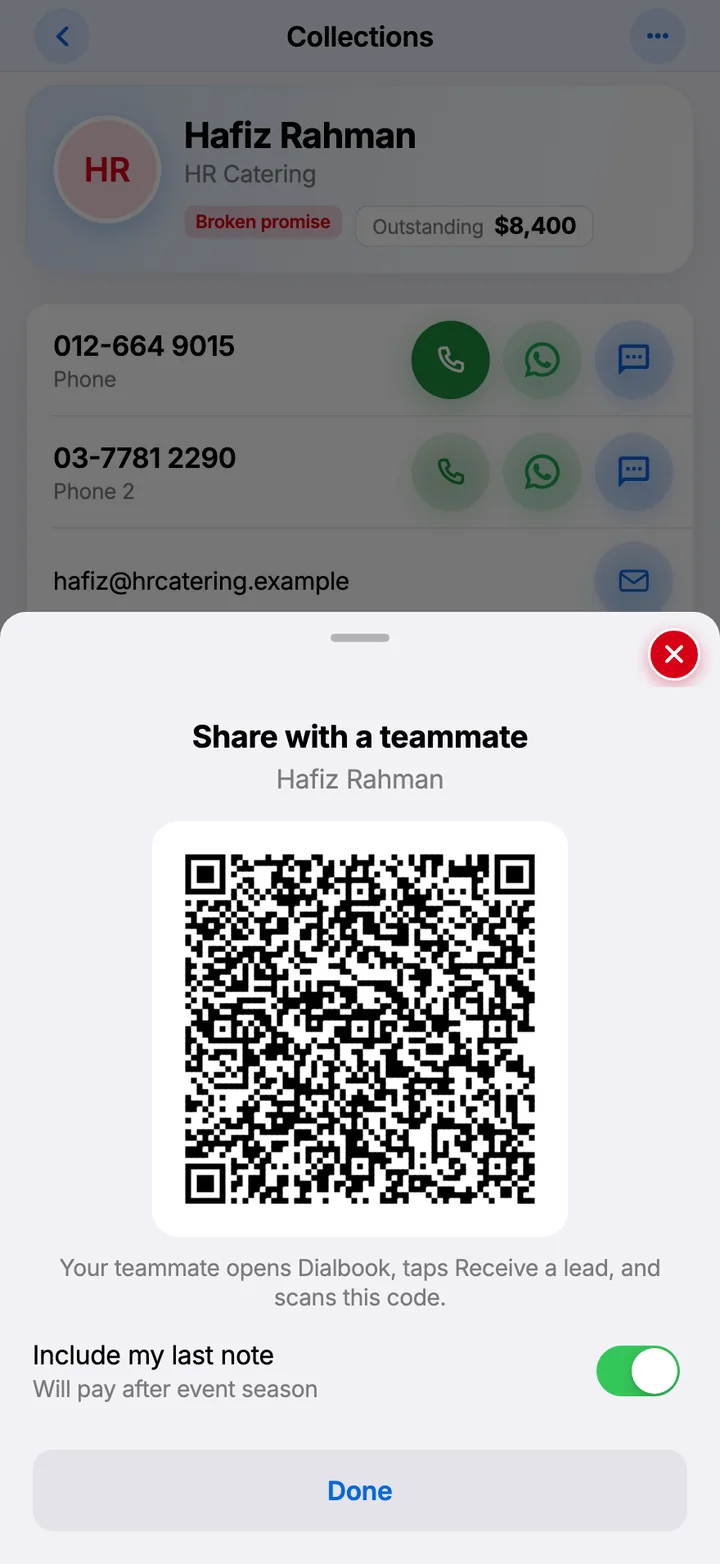 Collections
HR
Hafiz Rahman
HR Catering
Broken promise
Outstanding $8,400
012-664 9015
Phone
03-7781 2290
Phone 2
hafiz@hrcatering.example
Share with a teammate
Hafiz Rahman
Your teammate opens Dialbook, taps Receive a lead, and
scans this code.
Include my last note
Will pay after event season
Done